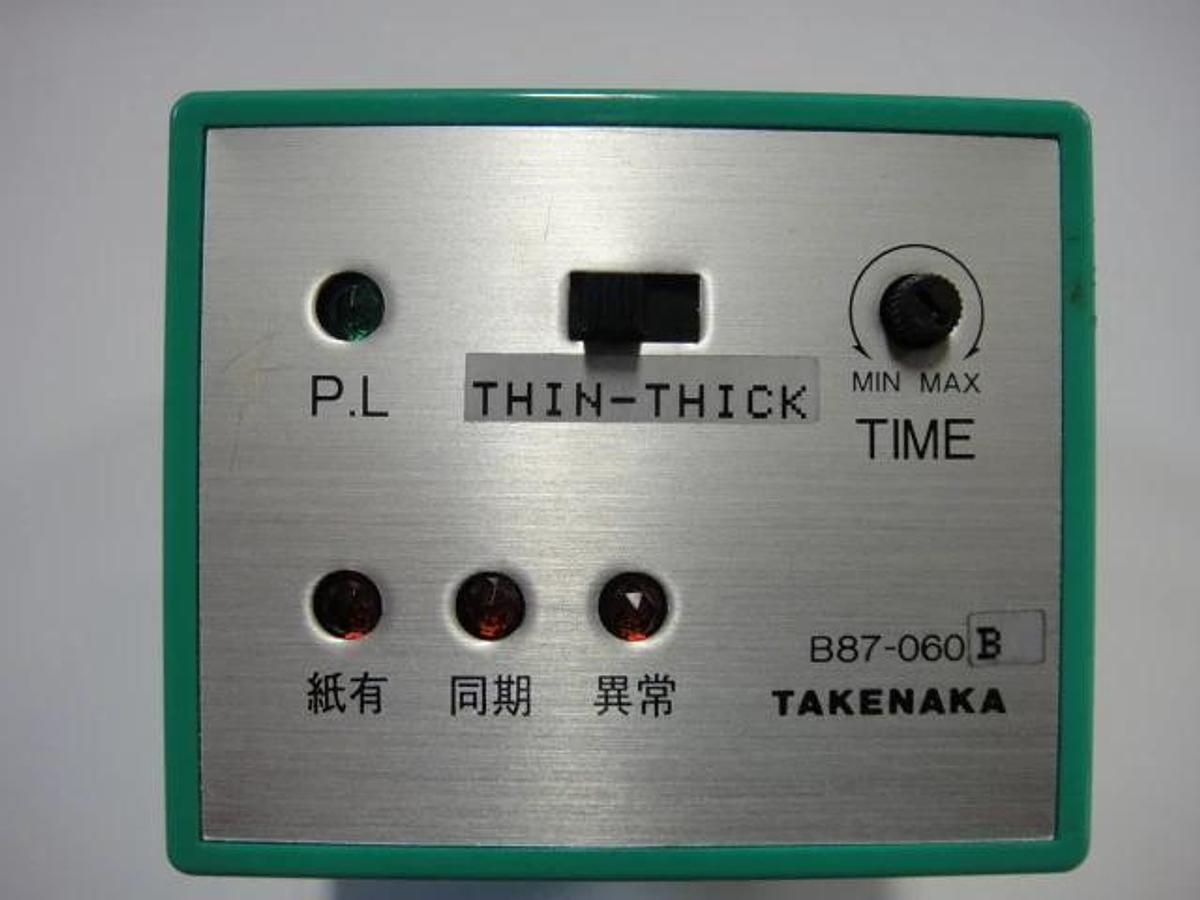 P.L
THIN-THICK
MIN MAX
TIME
紙有 同期 異常
B87-060B
TAKENAKA